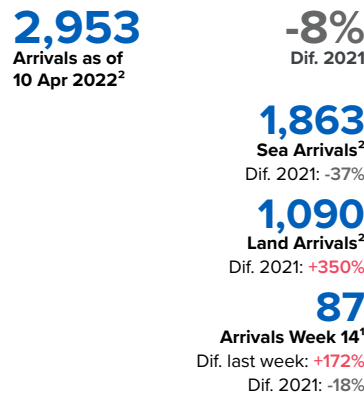 2,953
Arrivals as of
10 Apr 2022²
-8%
Dif. 2021
1,863
Sea Arrivals²
Dif. 2021: -37%
1,090
Land Arrivals²
Dif. 2021: +350%
87
Arrivals Week 14¹
Dif. last week: +172%
Dif. 2021: -18%